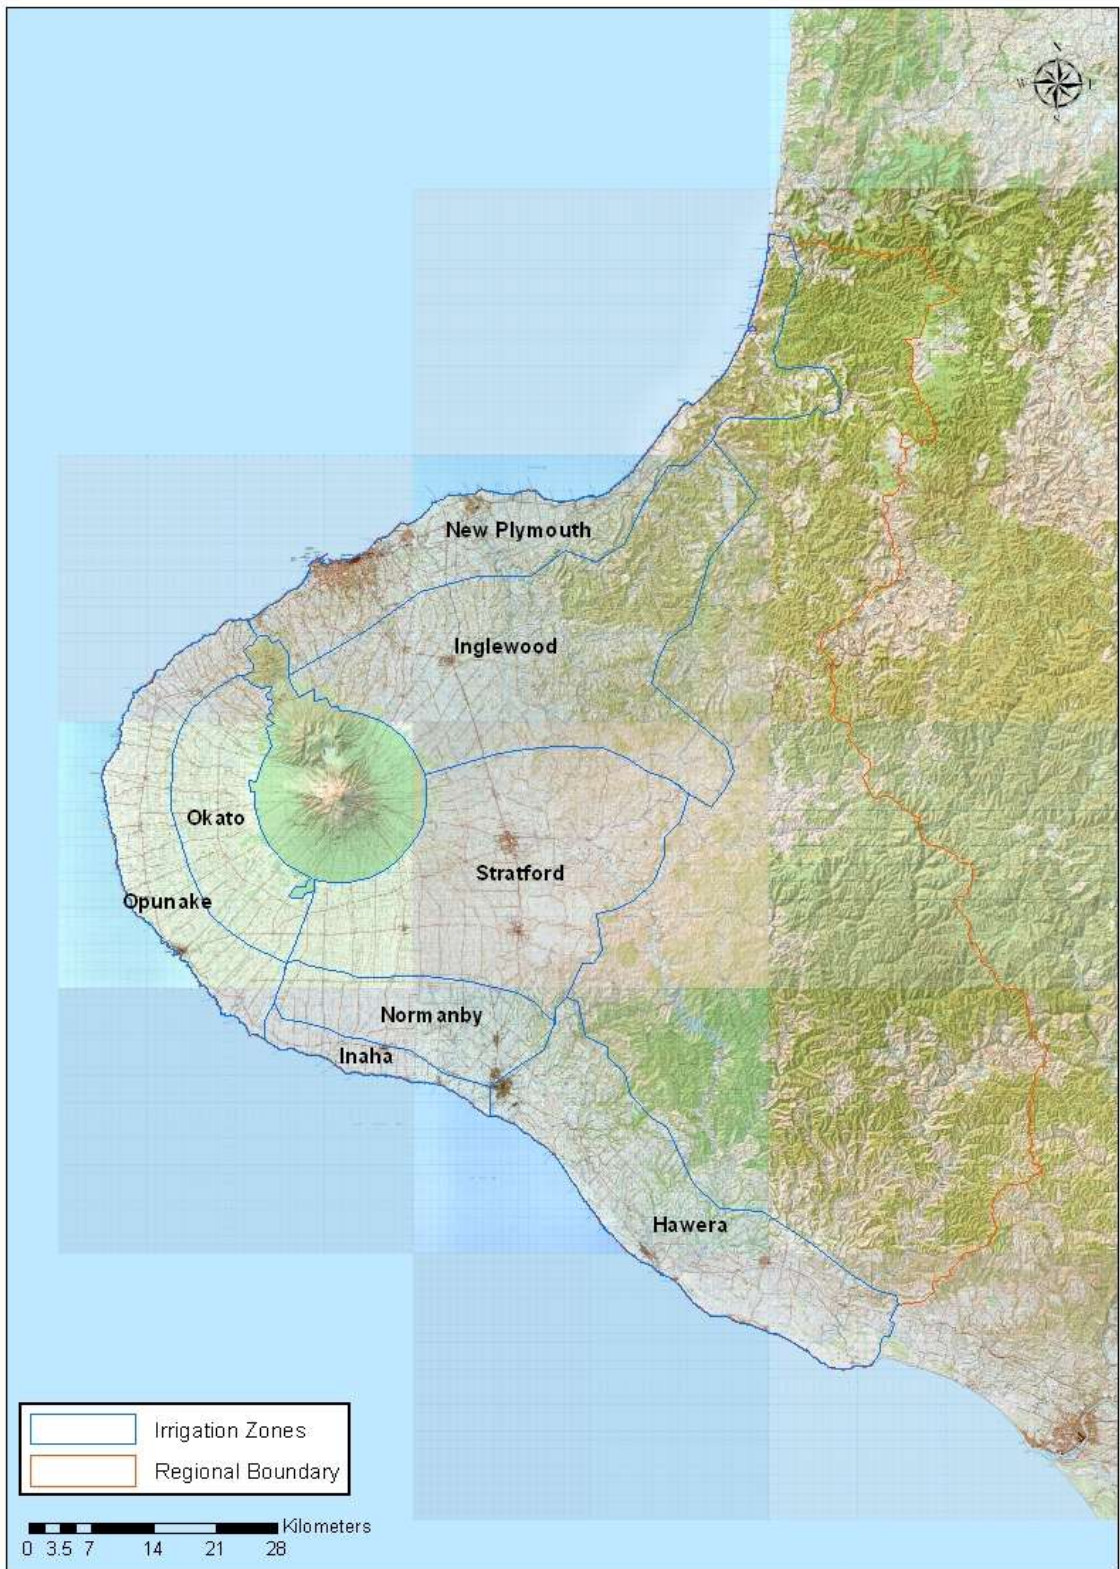 New Plymouth
Inglewood
Okato
Stratford
Opunake
Normanby
Inaha
Hawera
Irrigation Zones
Regional Boundary
Kilometers
0 3.5 7 14 21 28